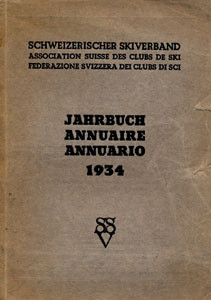 SCHWEIZERISCHER SKIVERBAND
ASSOCIATION SUISSE DES CLUBS DE SKI
FEDERAZIONE SVIZZERA DEI CLUBS DI SCI
JAHRBUCH
ANNUAIRE
ANNUARIO
1934
SSV